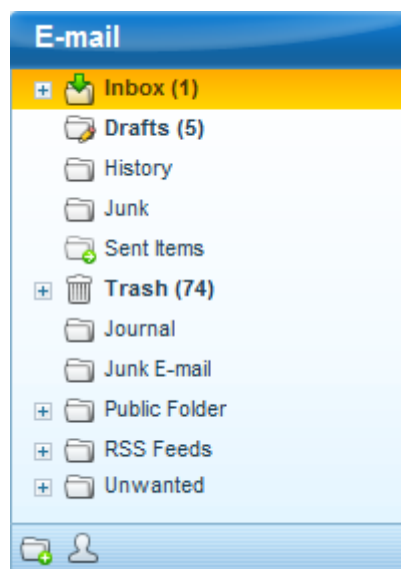 E-mail
Inbox (1)
Drafts (5)
History
Junk
Sent Items
Trash (74)
Journal
Junk E-mail
Public Folder
RSS Feeds
Unwanted